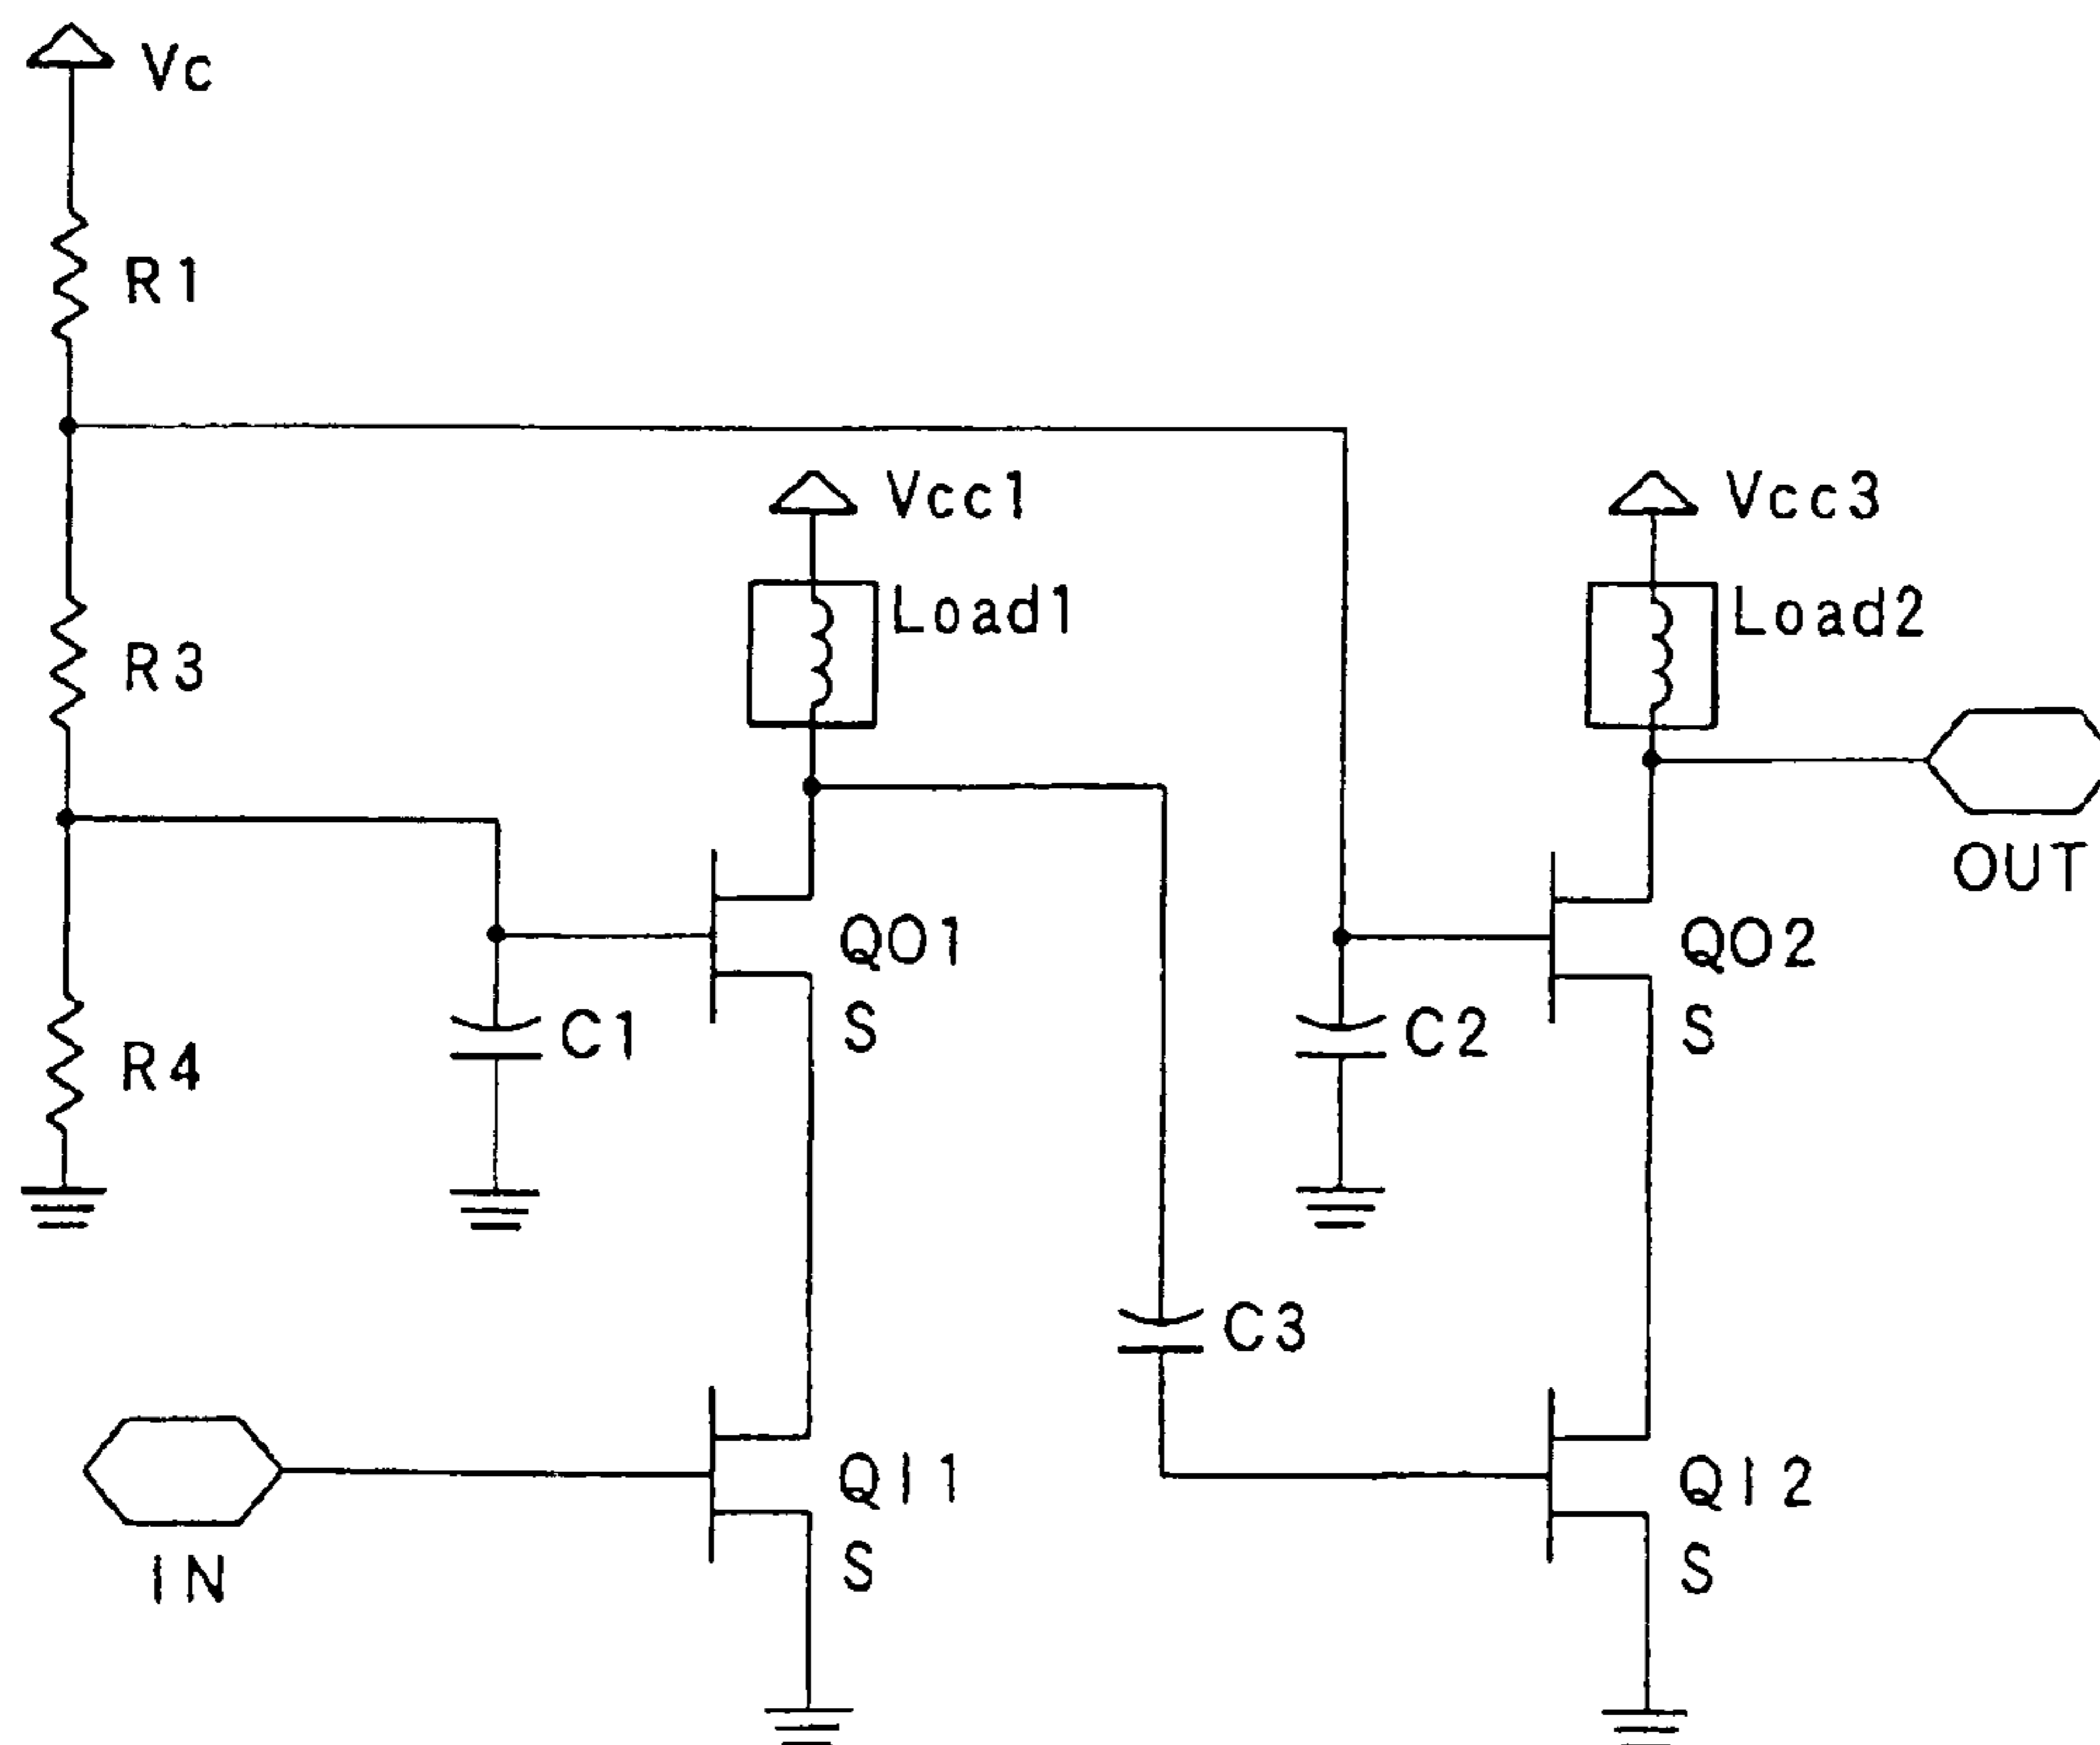 Vc
R1
Vcc1
Vcc3
Load1
Load2
R3
OUT
QO1
QO2
S
S
C1
C2
R4
C3
QI1
QI2
IN
S
S